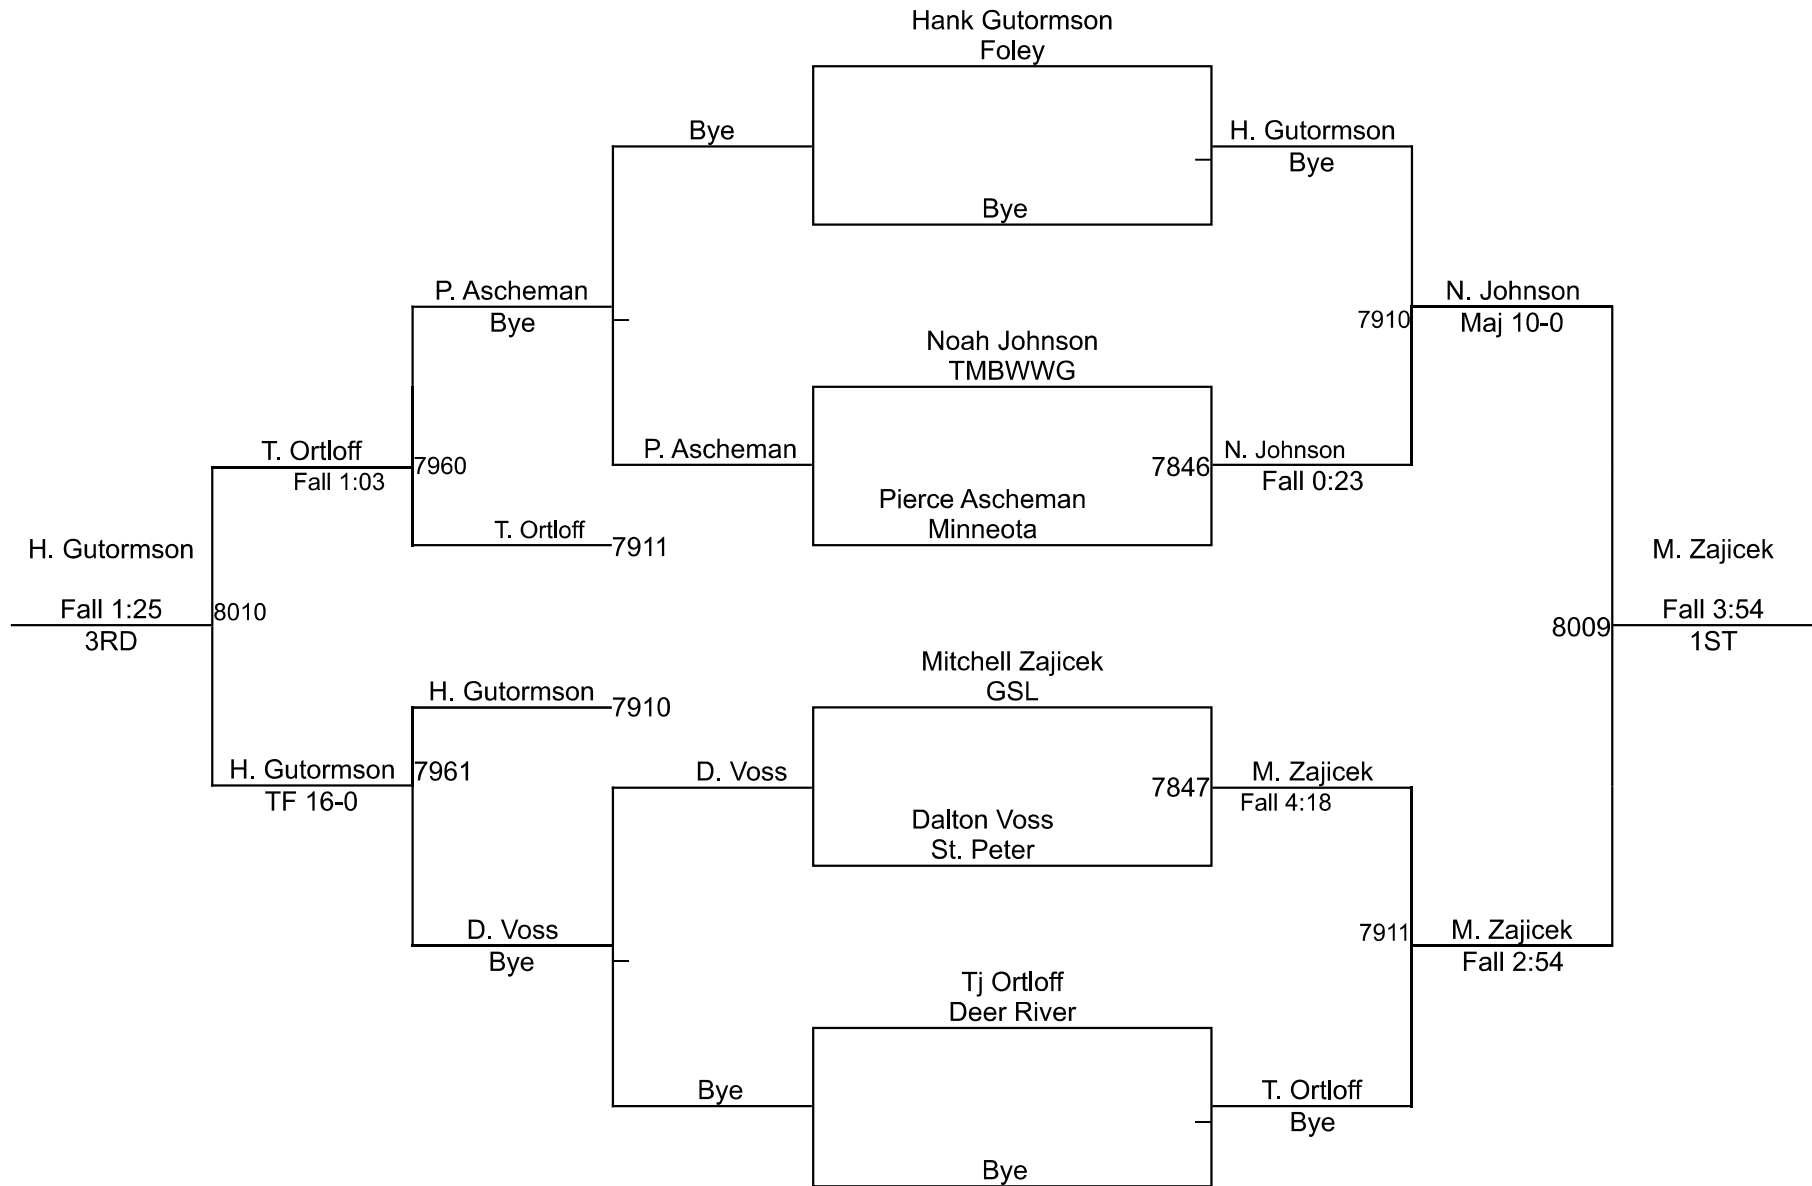 Hank Gutormson
Foley
Bye
H. Gutormson
Bye
Bye
P. Ascheman
Bye
N. Johnson
Maj 10-0
7910
Noah Johnson
TMBWWG
T. Ortloff
Fall 1:03
7960
P. Ascheman
7846
N. Johnson
Fall 0:23
Pierce Ascheman
Minneota
T. Ortloff
7911
H. Gutormson
Fall 1:25
3RD
8010
M. Zajicek
Fall 3:54
1ST
8009
Mitchell Zajicek
GSL
H. Gutormson
7910
H. Gutormson
TF 16-0
7961
D. Voss
7847
M. Zajicek
Fall 4:18
Dalton Voss
St. Peter
D. Voss
Bye
7911
M. Zajicek
Fall 2:54
Tj Ortloff
Deer River
Bye
T. Ortloff
Bye
Bye